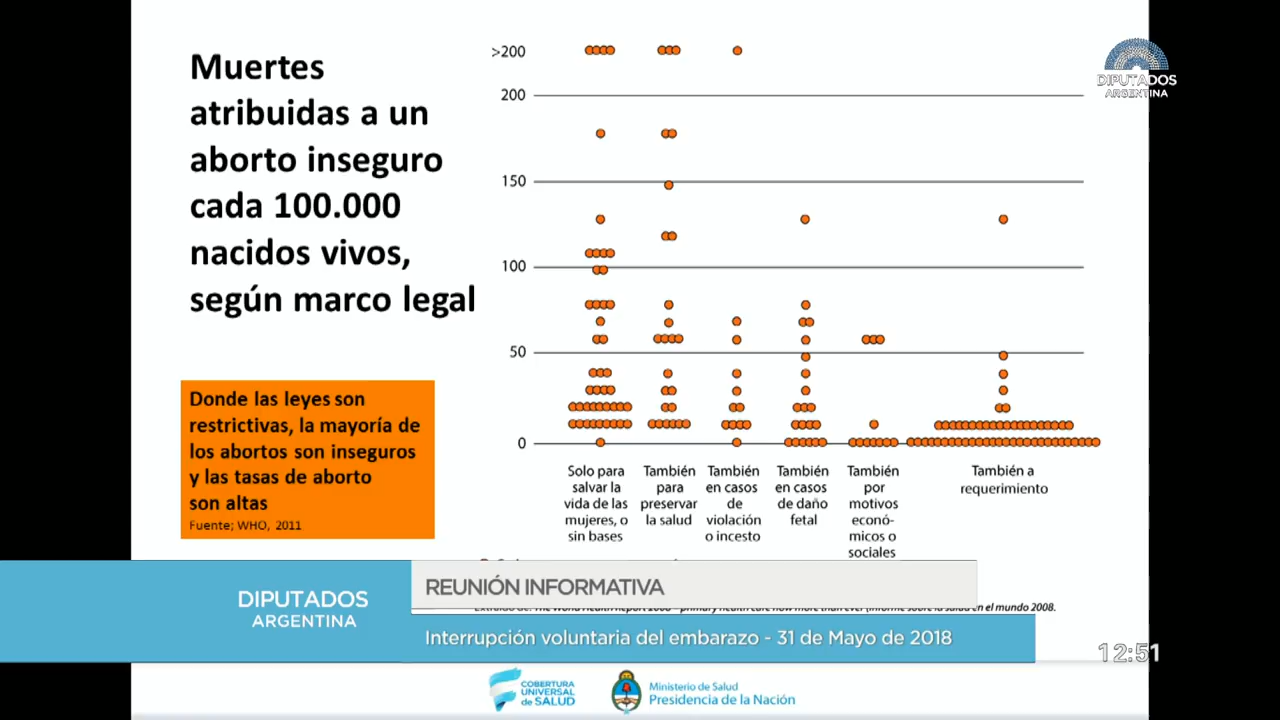 Muertes
atribuidas a un
aborto inseguro
cada 100.000
nacidos vivos,
según marco legal
Donde las leyes son
restrictivas, la mayoría de
los abortos son inseguros
y las tasas de aborto
son altas
Fuente; WHO, 2011
>200
200
150
100
50
0
Solo para
salvar la
vida de las
mujeres, o
sin bases
También
para
preservar
la salud
También
en casos
de
violación
o incesto
También
en casos
de daño
fetal
También
por
motivos
econó-
micos o
sociales
También a
requerimiento
DIPUTADOS
ARGENTINA
REUNIÓN INFORMATIVA
en el mundo 2008.
DIPUTADOS
ARGENTINA
Interrupción voluntaria del embarazo - 31 de Mayo de 2018
12:51
COBERTURA
UNIVERSAL
de SALUD
Ministerio de Salud
Presidencia de la Nación